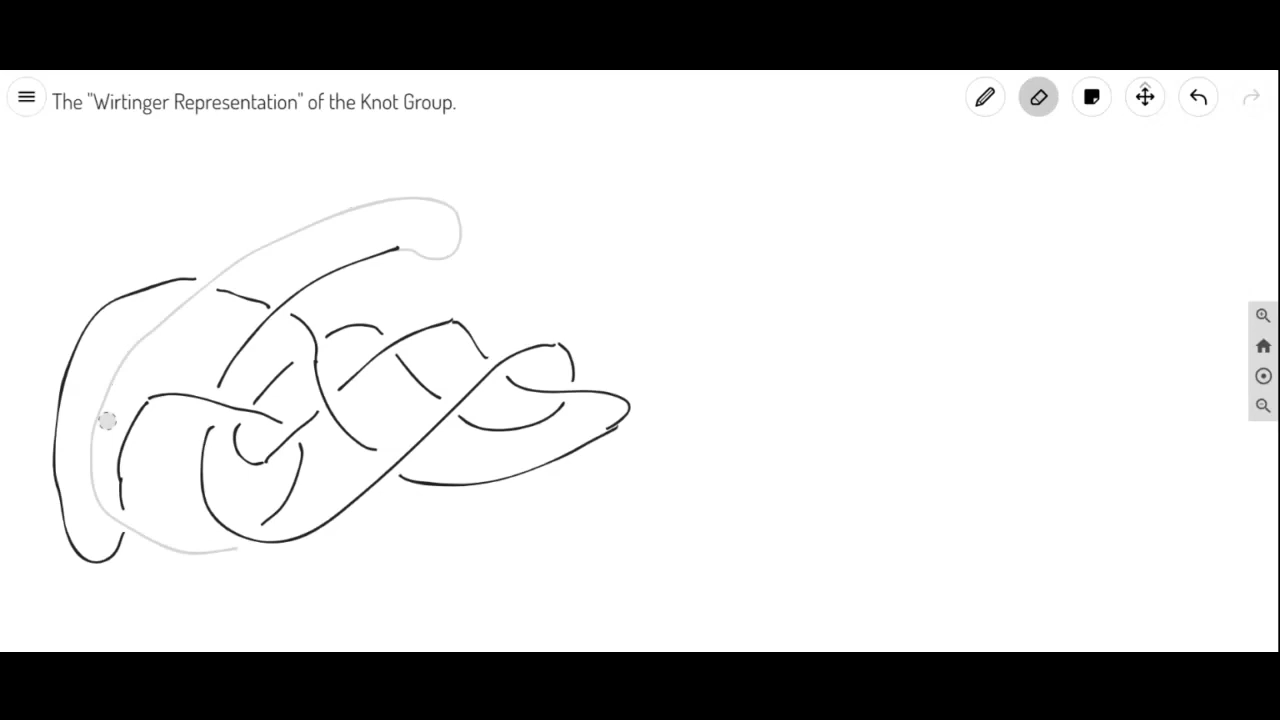 The "Wirtinger Representation" of the Knot Group.